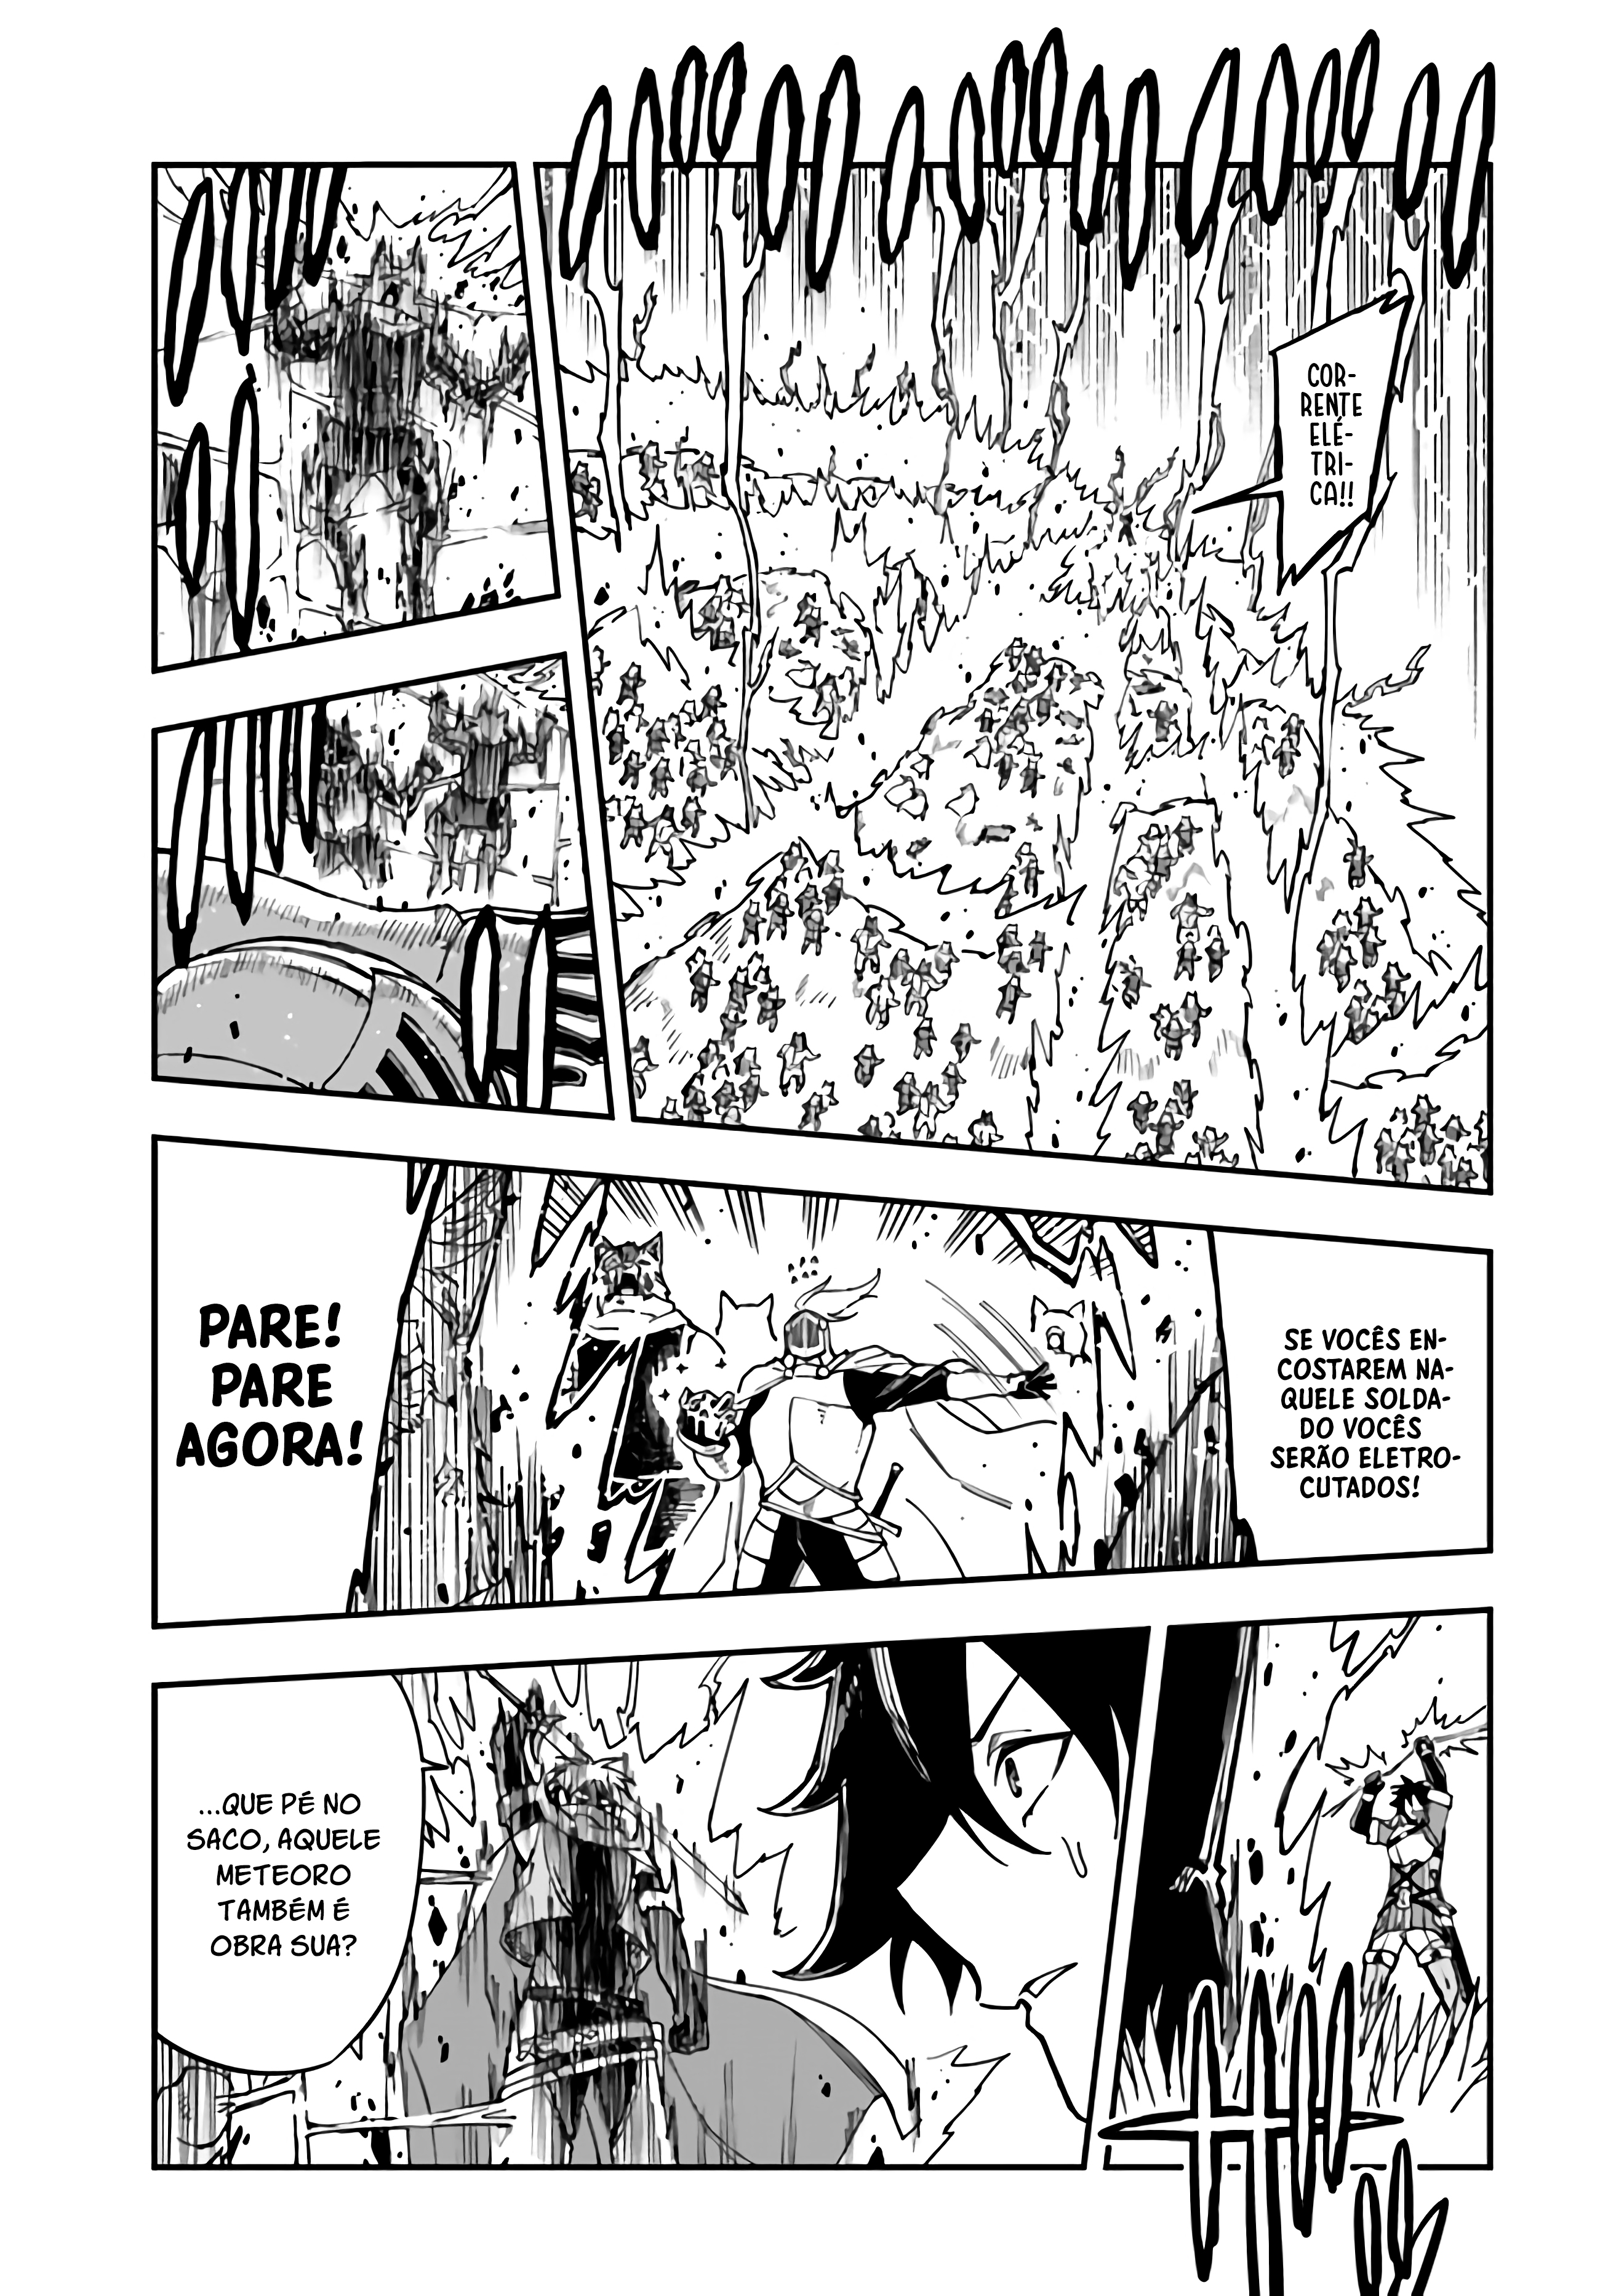 COR-
RENTE
ELÉ-
TRI-
CA!!
SE VOCÊS EN-
COSTAREM NA-
QUELE SOLDA-
DO VOCÊS
SERÃO ELETRO-
CUTADOS!
PARE!
PARE
AGORA!
...QUE PÉ NO
SACO, AQUELE
METEORO
TAMBÉM É
OBRA SUA?